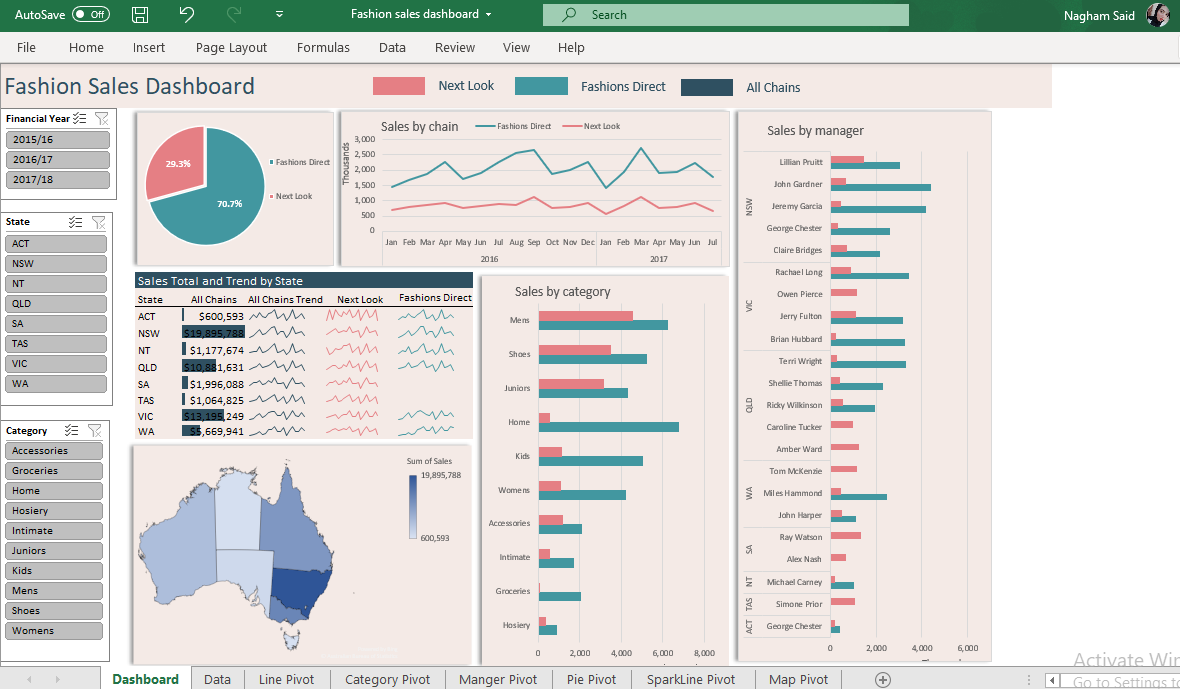 AutoSave Off Fashion sales dashboard Search Nagham Said
File Home Insert Page Layout Formulas Data Review View Help
Fashion Sales Dashboard Next Look Fashions Direct All Chains
Financial Year
2015/16
2016/17
2017/18
State
ACT
NSW
NT
QLD
SA
TAS
VIC
WA
Category
Accessories
Groceries
Home
Hosiery
Intimate
Juniors
Kids
Mens
Shoes
Womens
29.3%
70.7%
Fashions Direct
Next Look
Sales by chain Fashions Direct Next Look
Thousands
3,000
2,500
2,000
1,500
1,000
500
0
Jan Feb Mar Apr May Jun Jul Aug Sep Oct Nov Dec Jan Feb Mar Apr May Jun Jul
2016 2017
Sales Total and Trend by State
State All Chains All Chains Trend Next Look Fashions Direct
ACT $600,593
NSW $19,895,788
NT $1,177,674
QLD $10,881,631
SA $1,996,088
TAS $1,064,825
VIC $13,195,249
WA $5,669,941
Sum of Sales
19,895,788
600,593
Sales by category
Mens
Shoes
Juniors
Home
Kids
Womens
Accessories
Intimate
Groceries
Hosiery
0 2,000 4,000 6,000 8,000
Sales by manager
NSW
Lillian Pruitt
John Gardner
Jeremy Garcia
George Chester
Claire Bridges
VIC
Rachael Long
Owen Pierce
Jerry Fulton
Brian Hubbard
QLD
Terri Wright
Shellie Thomas
Ricky Wilkinson
Caroline Tucker
Amber Ward
WA
Tom McKenzie
Miles Hammond
John Harper
SA
Ray Watson
Alex Nash
NT
Michael Carney
TAS
Simone Prior
ACT
George Chester
0 2,000 4,000 6,000
Activate Win
Go to Settings to
Dashboard Data Line Pivot Category Pivot Manger Pivot Pie Pivot SparkLine Pivot Map Pivot